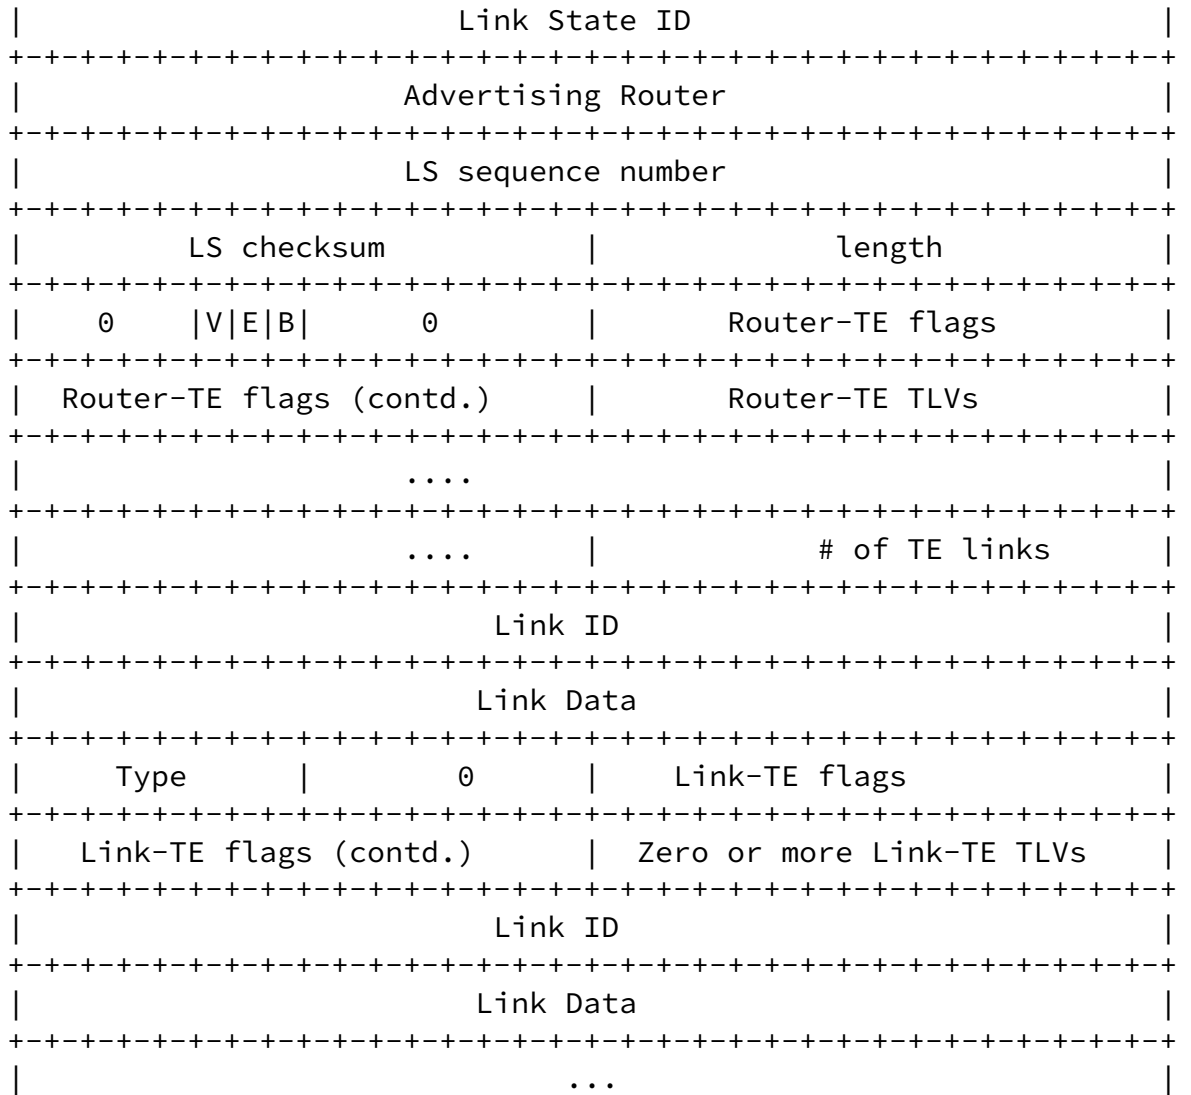 |                        Link State ID                          |
+-+-+-+-+-+-+-+-+-+-+-+-+-+-+-+-+-+-+-+-+-+-+-+-+-+-+-+-+-+-+-+-+
|                     Advertising Router                        |
+-+-+-+-+-+-+-+-+-+-+-+-+-+-+-+-+-+-+-+-+-+-+-+-+-+-+-+-+-+-+-+-+
|                     LS sequence number                        |
+-+-+-+-+-+-+-+-+-+-+-+-+-+-+-+-+-+-+-+-+-+-+-+-+-+-+-+-+-+-+-+-+
|         LS checksum           |             length            |
+-+-+-+-+-+-+-+-+-+-+-+-+-+-+-+-+-+-+-+-+-+-+-+-+-+-+-+-+-+-+-+-+
|    0    |V|E|B|      0        |       Router-TE flags         |
+-+-+-+-+-+-+-+-+-+-+-+-+-+-+-+-+-+-+-+-+-+-+-+-+-+-+-+-+-+-+-+-+
|  Router-TE flags (contd.)     |       Router-TE TLVs          |
+-+-+-+-+-+-+-+-+-+-+-+-+-+-+-+-+-+-+-+-+-+-+-+-+-+-+-+-+-+-+-+-+
|                     ....                                      |
+-+-+-+-+-+-+-+-+-+-+-+-+-+-+-+-+-+-+-+-+-+-+-+-+-+-+-+-+-+-+-+-+
|                     ....      |            # of TE links      |
+-+-+-+-+-+-+-+-+-+-+-+-+-+-+-+-+-+-+-+-+-+-+-+-+-+-+-+-+-+-+-+-+
|                          Link ID                              |
+-+-+-+-+-+-+-+-+-+-+-+-+-+-+-+-+-+-+-+-+-+-+-+-+-+-+-+-+-+-+-+-+
|                         Link Data                             |
+-+-+-+-+-+-+-+-+-+-+-+-+-+-+-+-+-+-+-+-+-+-+-+-+-+-+-+-+-+-+-+-+
|     Type      |        0      |    Link-TE flags              |
+-+-+-+-+-+-+-+-+-+-+-+-+-+-+-+-+-+-+-+-+-+-+-+-+-+-+-+-+-+-+-+-+
|   Link-TE flags (contd.)      |  Zero or more Link-TE TLVs    |
+-+-+-+-+-+-+-+-+-+-+-+-+-+-+-+-+-+-+-+-+-+-+-+-+-+-+-+-+-+-+-+-+
|                          Link ID                              |
+-+-+-+-+-+-+-+-+-+-+-+-+-+-+-+-+-+-+-+-+-+-+-+-+-+-+-+-+-+-+-+-+
|                         Link Data                             |
+-+-+-+-+-+-+-+-+-+-+-+-+-+-+-+-+-+-+-+-+-+-+-+-+-+-+-+-+-+-+-+-+
|                              ...                              |